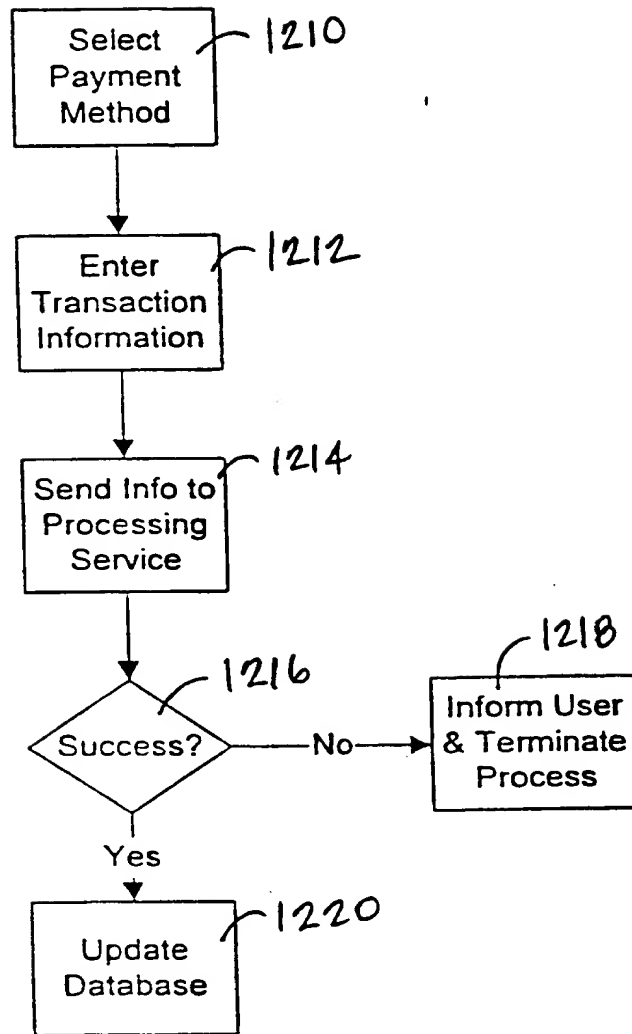 Select
Payment
Method
1210
Enter
Transaction
Information
1212
Send Info to
Processing
Service
1214
Success?
1216
No
Inform User
& Terminate
Process
1218
Yes
Update
Database
1220